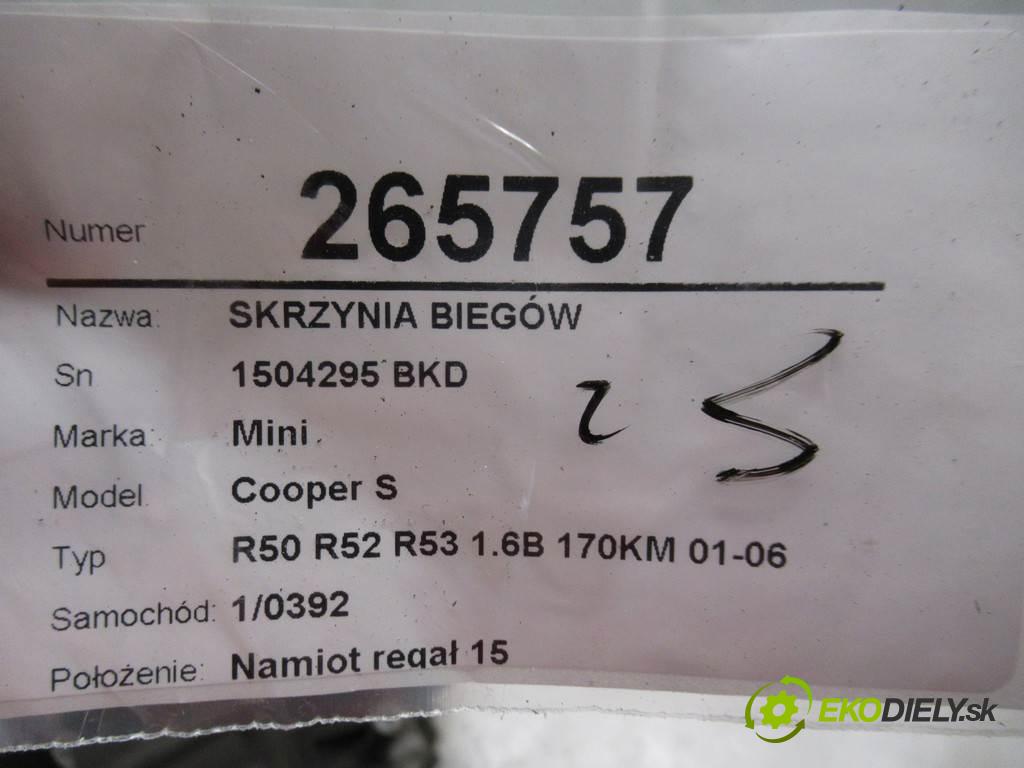 Numer 265757
Nazwa: SKRZYNIA BIEGÓW
Sn 1504295 BKD
Marka: Mini
Model Cooper S
Typ R50 R52 R53 1.6B 170KM 01-06
Samochód: 1/0392
Położenie: Namiot regał 15
EKODIELY.sk